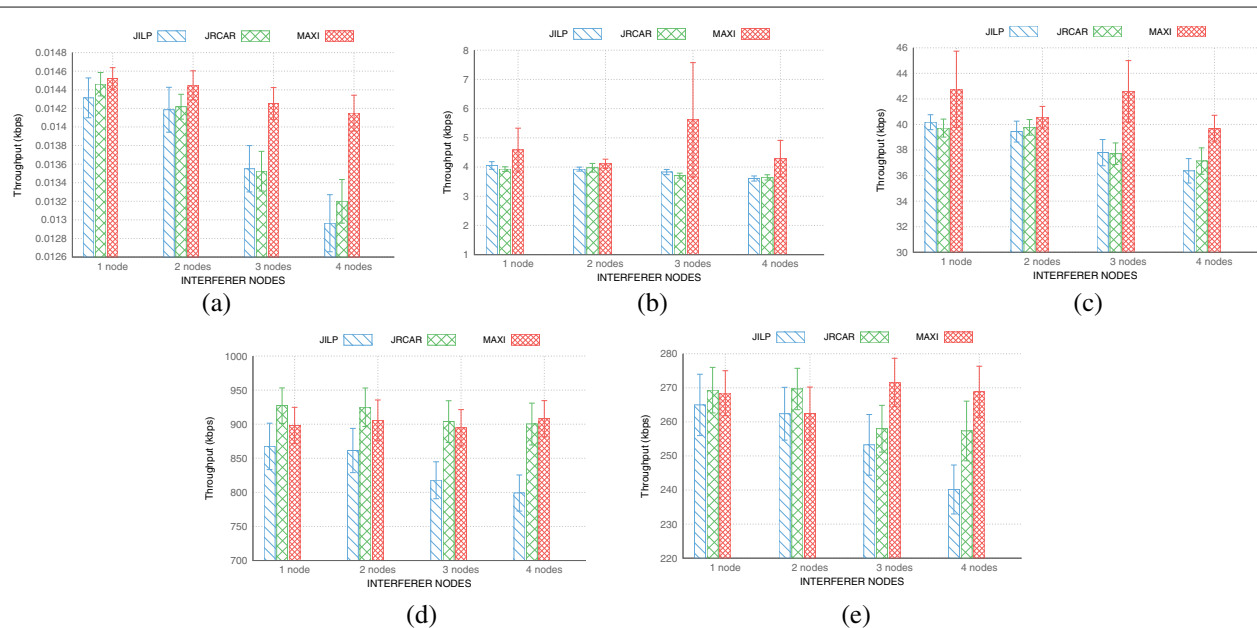 JILP JRCAR MAXI
0.0148
0.0146
0.0144
0.0142
0.014
0.0138
0.0136
0.0134
0.0132
0.013
0.0128
0.0126
Throughput (kbps)
1 node 2 nodes 3 nodes 4 nodes
INTERFERER NODES
(a)
JILP JRCAR MAXI
8
7
6
5
4
3
2
1
Throughput (kbps)
1 node 2 nodes 3 nodes 4 nodes
INTERFERER NODES
(b)
JILP JRCAR MAXI
46
44
42
40
38
36
34
32
30
Throughput (kbps)
1 node 2 nodes 3 nodes 4 nodes
INTERFERER NODES
(c)
JILP JRCAR MAXI
1000
950
900
850
800
750
700
Throughput (kbps)
1 node 2 nodes 3 nodes 4 nodes
INTERFERER NODES
(d)
JILP JRCAR MAXI
280
270
260
250
240
230
220
Throughput (kbps)
1 node 2 nodes 3 nodes 4 nodes
INTERFERER NODES
(e)